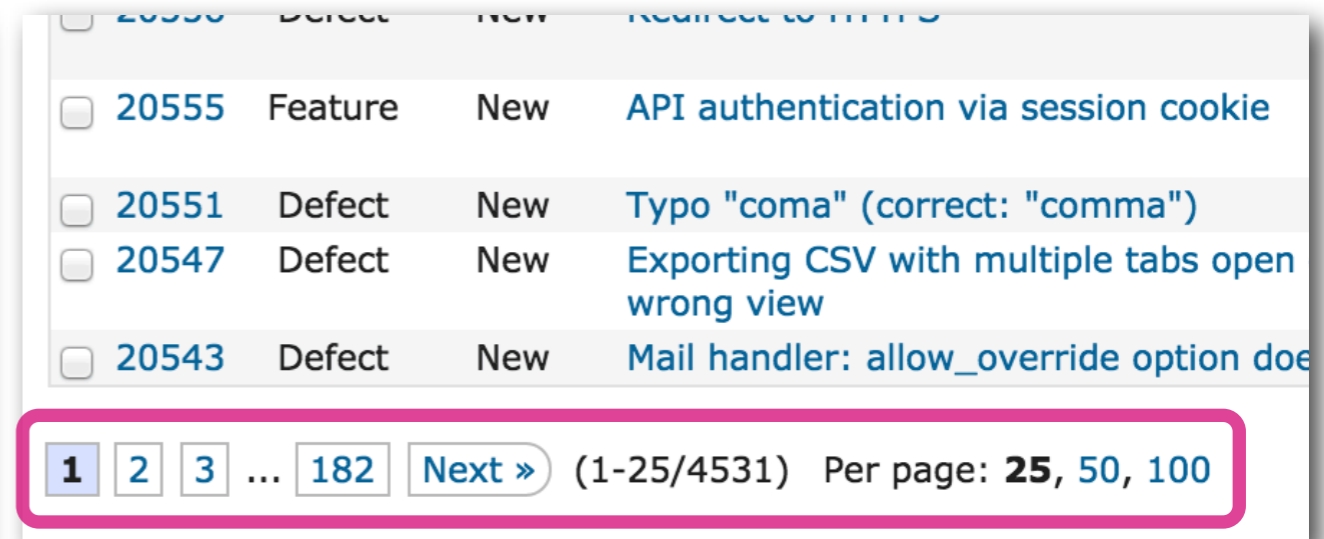 20555 Feature New API authentication via session cookie
20551 Defect New Typo "coma" (correct: "comma")
20547 Defect New Exporting CSV with multiple tabs open
wrong view
20543 Defect New Mail handler: allow_override option doe
1 2 3 ... 182 Next » (1-25/4531) Per page: 25, 50, 100